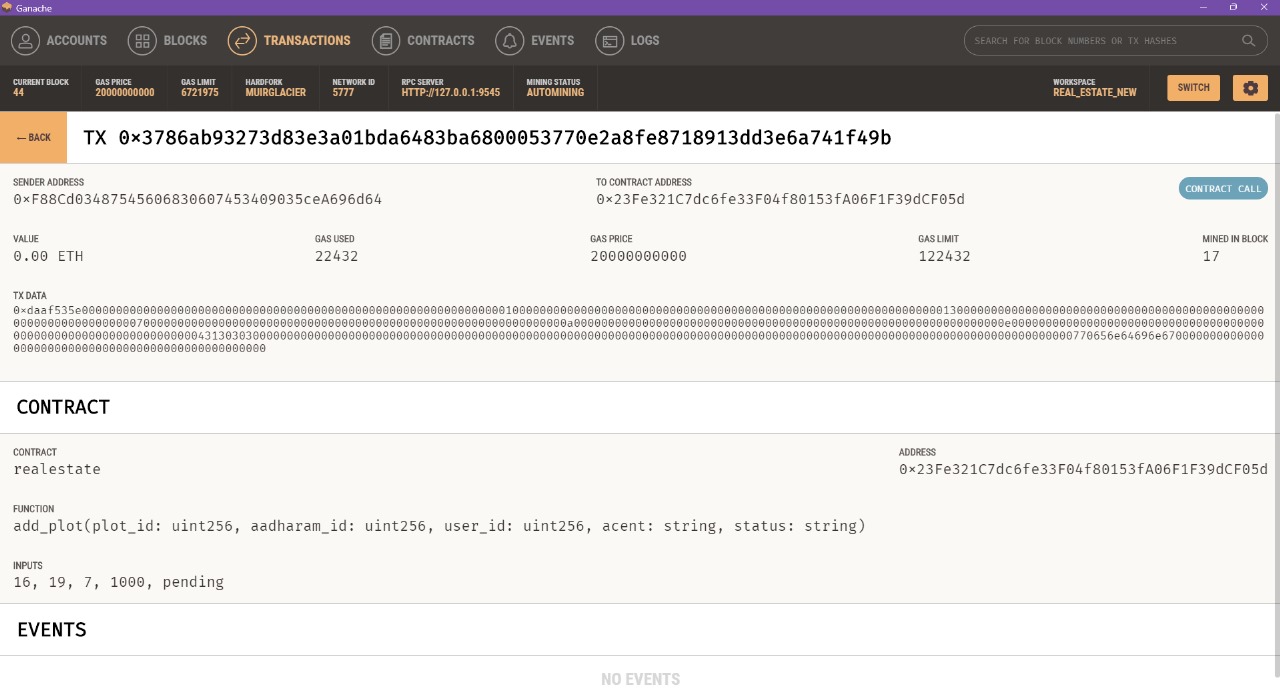 Ganache
ACCOUNTS
BLOCKS
TRANSACTIONS
CONTRACTS
EVENTS
LOGS
SEARCH FOR BLOCK NUMBERS OR TX HASHES
CURRENT BLOCK
44
GAS PRICE
20000000000
GAS LIMIT
6721975
HARDFORK
MUIRGLACIER
NETWORK ID
5777
RPC SERVER
HTTP://127.0.0.1:9545
MINING STATUS
AUTOMINING
WORKSPACE
REAL_ESTATE_NEW
SWITCH
← BACK
TX 0×3786ab93273d83e3a01bda6483ba6800053770e2a8fe8718913dd3e6a741f49b
SENDER ADDRESS
0×F88Cd03487545606830607453409035ceA696d64
TO CONTRACT ADDRESS
0×23Fe321C7dc6fe33F04f80153fA06F1F39dCF05d
CONTRACT CALL
VALUE
0.00 ETH
GAS USED
22432
GAS PRICE
20000000000
GAS LIMIT
122432
MINED IN BLOCK
17
TX DATA
0×daaf535e00000000000000000000000000000000000000000000000000000000000000100000000000000000000000000000000000000000000000000000000000000013000000000000000000000000000000000000000000000
000000000000000000700000000000000000000000000000000000000000000000000000000000000a000000000000000000000000000000000000000000000000000000000000000e0000000000000000000000000000000000000
0000000000000000000000000004313030300000000000000000000000000000000000000000000000000000000000000000000000000000000000000000000000000000000000000000000000000770656e64696e670000000000000
0000000000000000000000000000000000000
CONTRACT
CONTRACT
realestate
ADDRESS
0×23Fe321C7dc6fe33F04f80153fA06F1F39dCF05d
FUNCTION
add_plot(plot_id: uint256, aadharam_id: uint256, user_id: uint256, acent: string, status: string)
INPUTS
16, 19, 7, 1000, pending
EVENTS
NO EVENTS